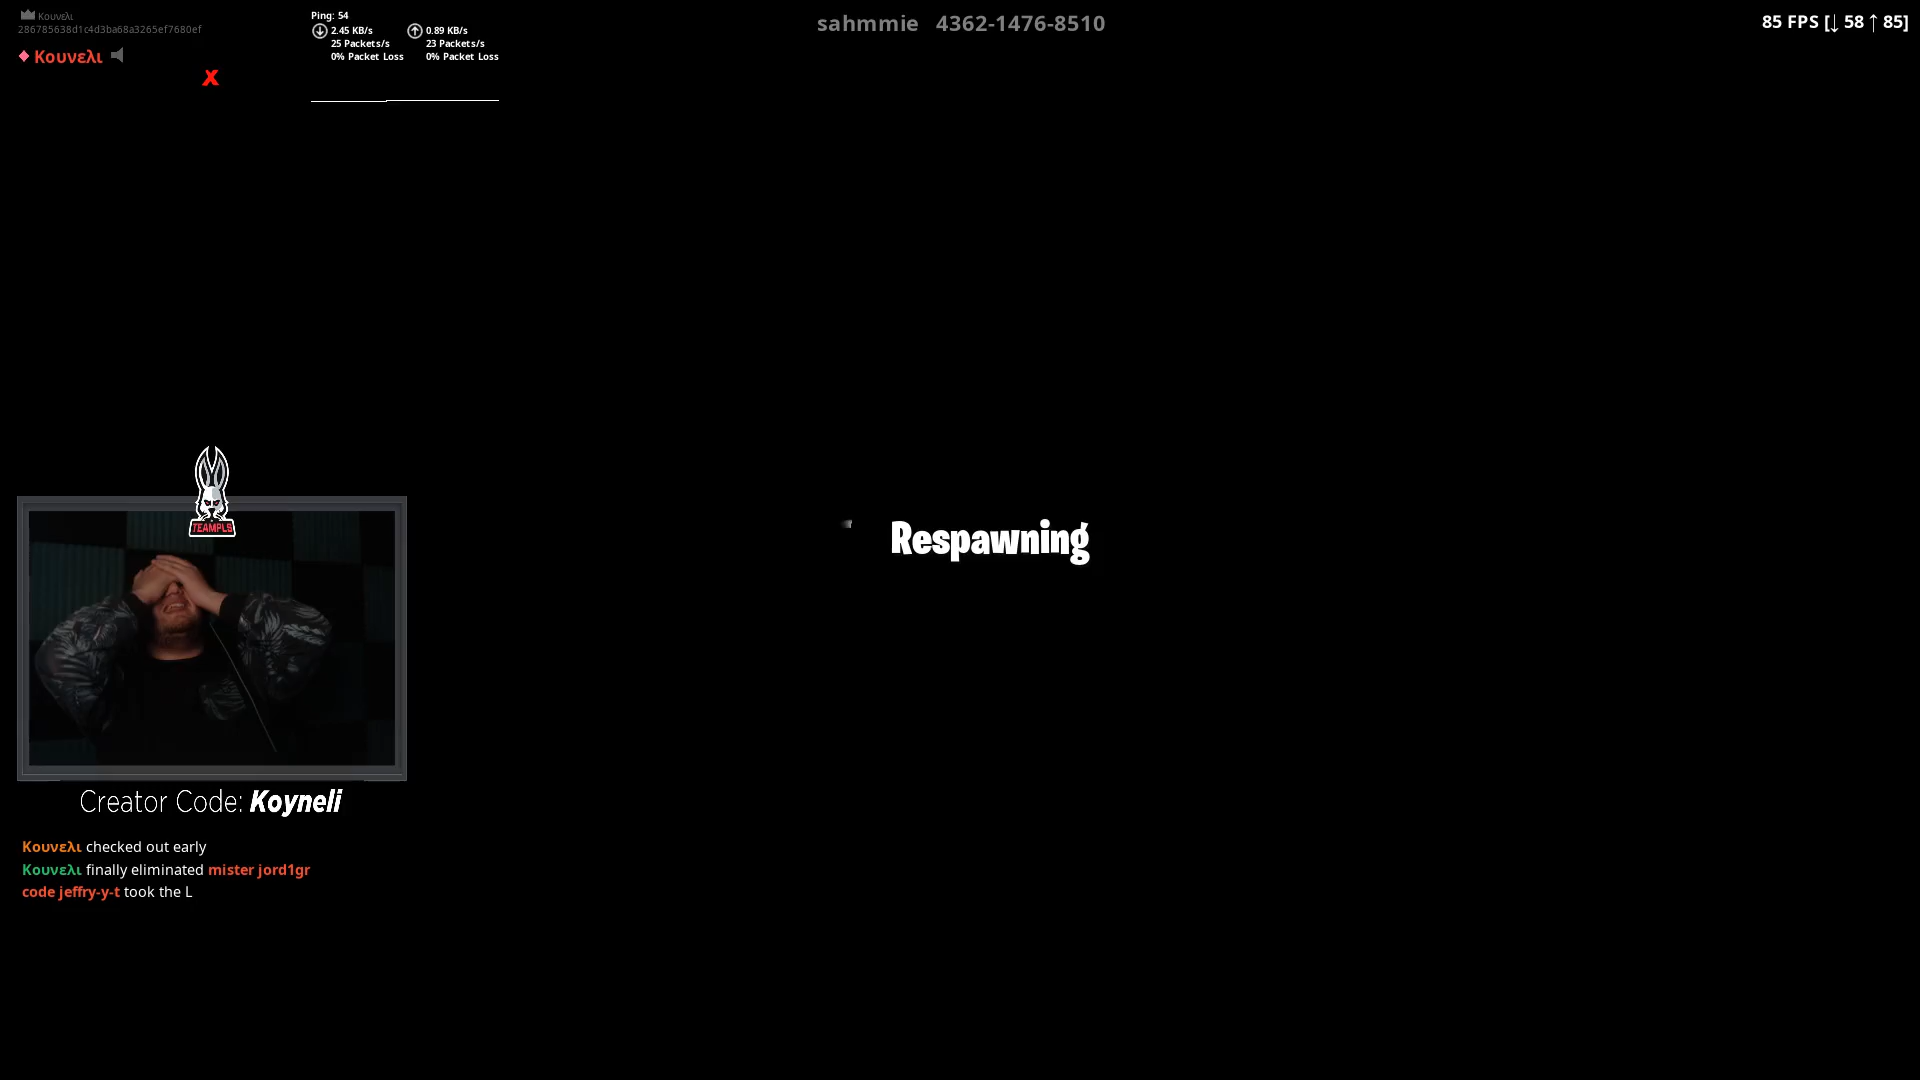 Κουνελι
286785638d1c4d3ba68a3265ef7680ef
Κουνελι
X
Ping: 54
2.45 KB/s 0.89 KB/s
25 Packets/s 23 Packets/s
0% Packet Loss 0% Packet Loss
sahmmie 4362-1476-8510
85 FPS [↓ 58 ↑ 85]
Respawning
TEAMPLS
Creator Code: Koyneli
Κουνελι checked out early
Κουνελι finally eliminated mister jord1gr
code jeffry-y-t took the L